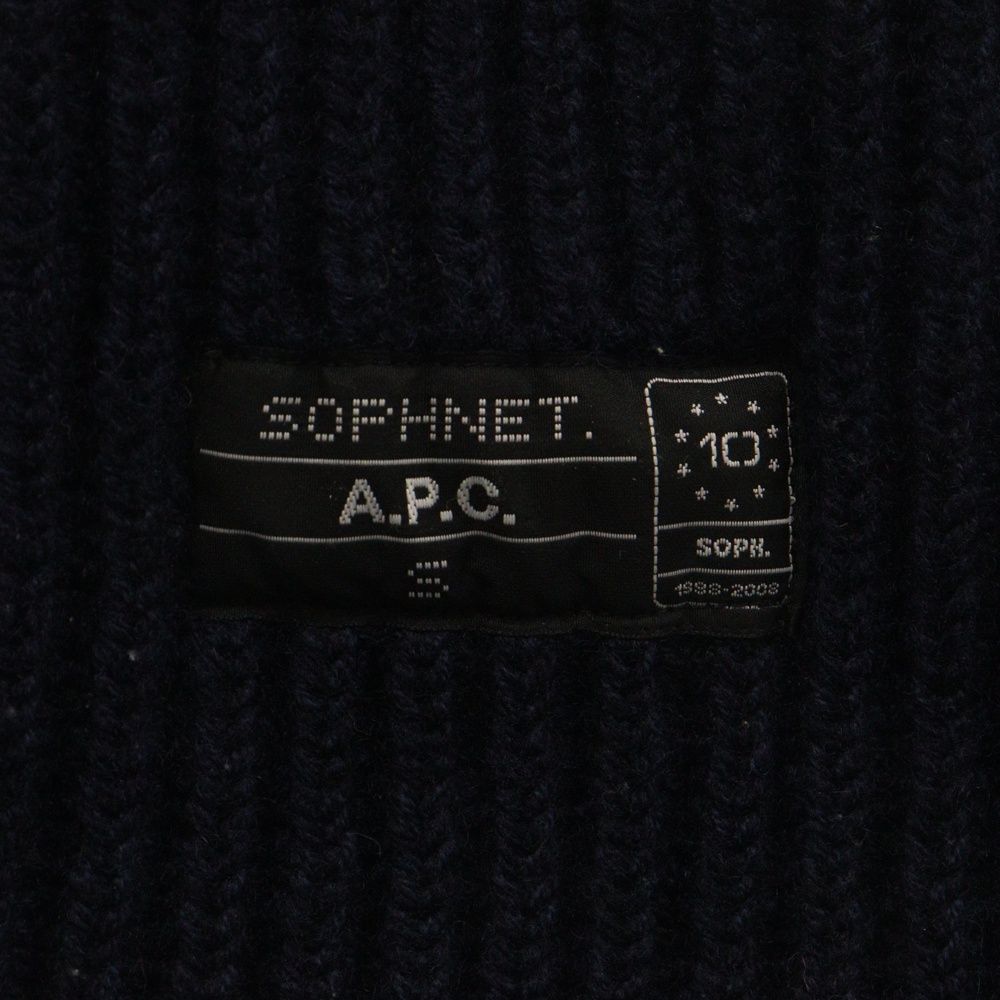 SOPHNET.
A.P.C.
S
10
SOPH.
1998-2008